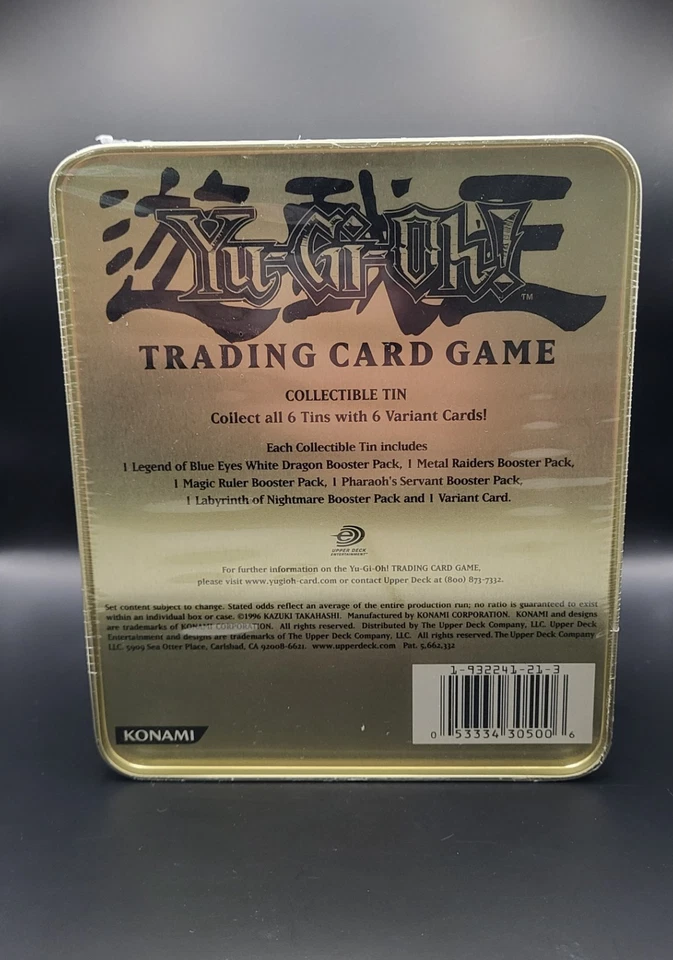 遊戯王
Yu-Gi-Oh!™
TRADING CARD GAME
COLLECTIBLE TIN
Collect all 6 Tins with 6 Variant Cards!
Each Collectible Tin includes
1 Legend of Blue Eyes White Dragon Booster Pack, 1 Metal Raiders Booster Pack,
1 Magic Ruler Booster Pack, 1 Pharaoh's Servant Booster Pack,
1 Labyrinth of Nightmare Booster Pack and 1 Variant Card.
UPPER DECK
ENTERTAINMENT
For further information on the Yu-Gi-Oh! TRADING CARD GAME,
please visit www.yugioh-card.com or contact Upper Deck at (800) 873-7332.
Set content subject to change. Stated odds reflect an average of the entire production run; no ratio is guaranteed to exist
within an individual box or case. ©1996 KAZUKI TAKAHASHI. Manufactured by KONAMI CORPORATION. KONAMI and designs
are trademarks of KONAMI CORPORATION. All rights reserved. Distributed by The Upper Deck Company, LLC. Upper Deck
Entertainment and designs are trademarks of The Upper Deck Company, LLC. All rights reserved. The Upper Deck Company,
LLC. 5909 Sea Otter Place, Carlsbad, CA 92008-6621. www.upperdeck.com Pat. 5,662,332
1-932241-21-3
0 53334 30500 6
KONAMI